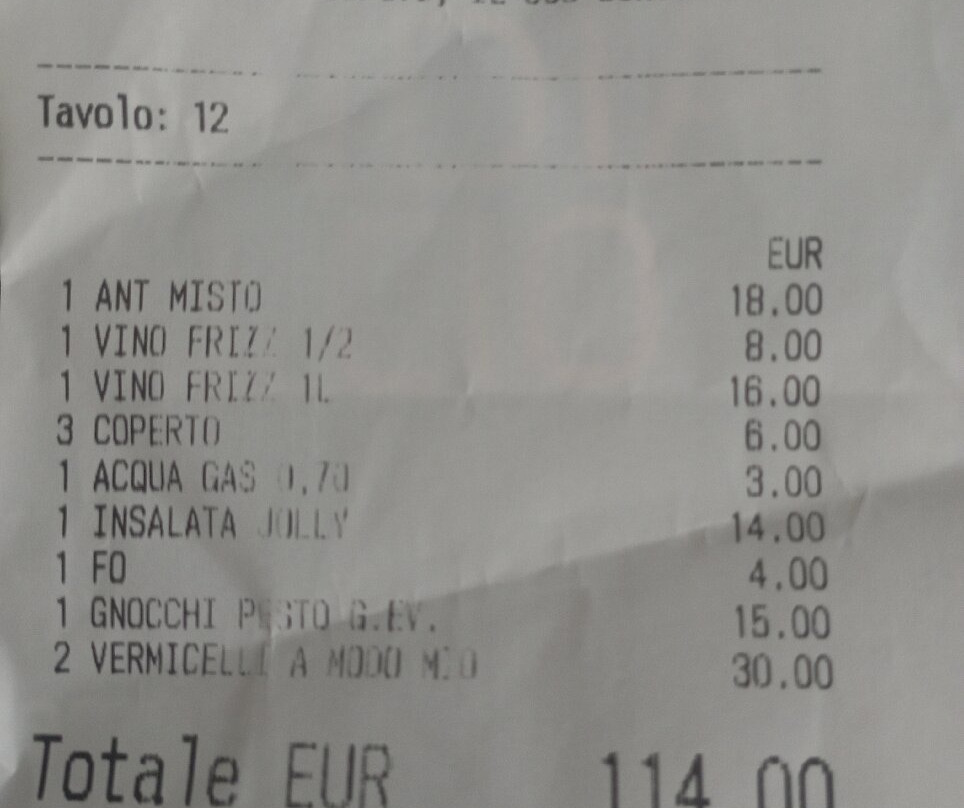 Tavolo: 12
EUR
1 ANT MISTO 18.00
1 VINO FRIZZ 1/2 8.00
1 VINO FRIZZ 1L 16.00
3 COPERTO 6.00
1 ACQUA GAS 0,70 3.00
1 INSALATA JOLLY 14.00
1 FO 4.00
1 GNOCCHI PESTO G.EV. 15.00
2 VERMICELLI A MODO MIO 30.00
Totale EUR 114.00